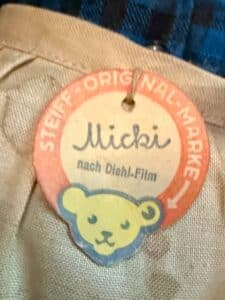 STEIFF-ORIGINAL-MARKE
Micki
nach Diehl-Film